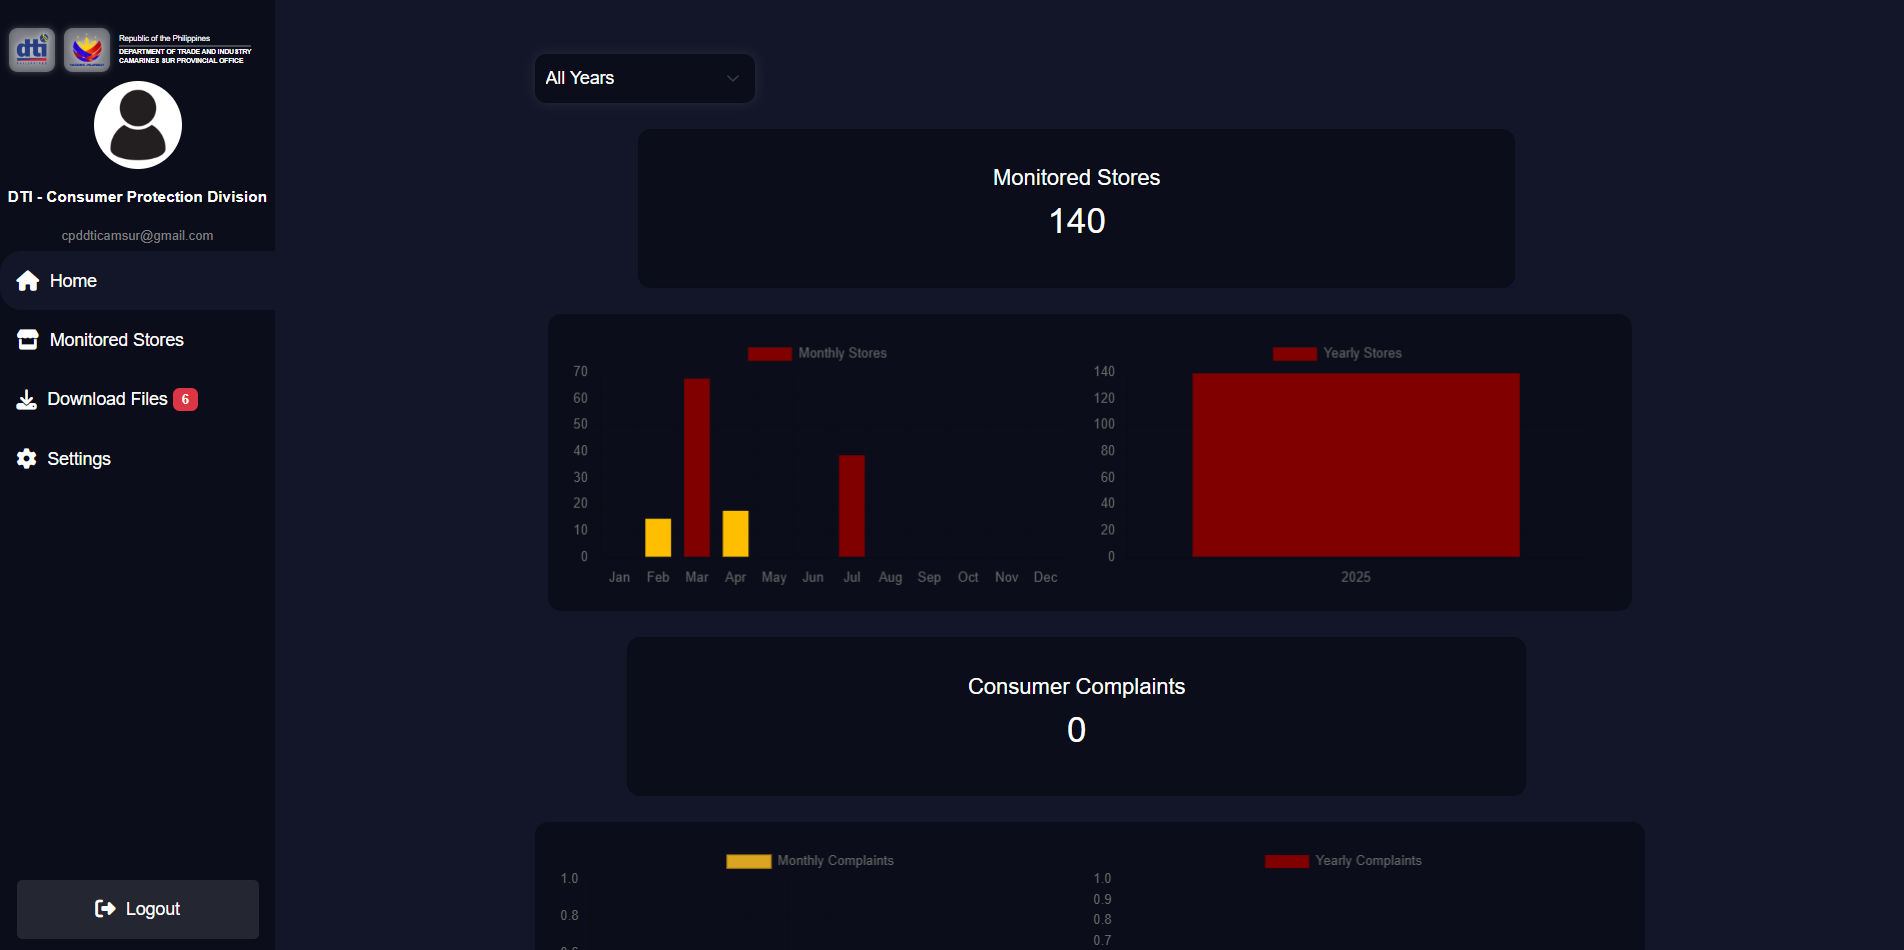 dti
Republic of the Philippines
DEPARTMENT OF TRADE AND INDUSTRY
CAMARINES SUR PROVINCIAL OFFICE
DTI - Consumer Protection Division
cpddticamsur@gmail.com
Home
Monitored Stores
Download Files 6
Settings
Logout
All Years
Monitored Stores
140
Monthly Stores
70
60
50
40
30
20
10
0
Jan Feb Mar Apr May Jun Jul Aug Sep Oct Nov Dec
Yearly Stores
140
120
100
80
60
40
20
0
2025
Consumer Complaints
0
Monthly Complaints
1.0
0.8
Yearly Complaints
1.0
0.9
0.8
0.7